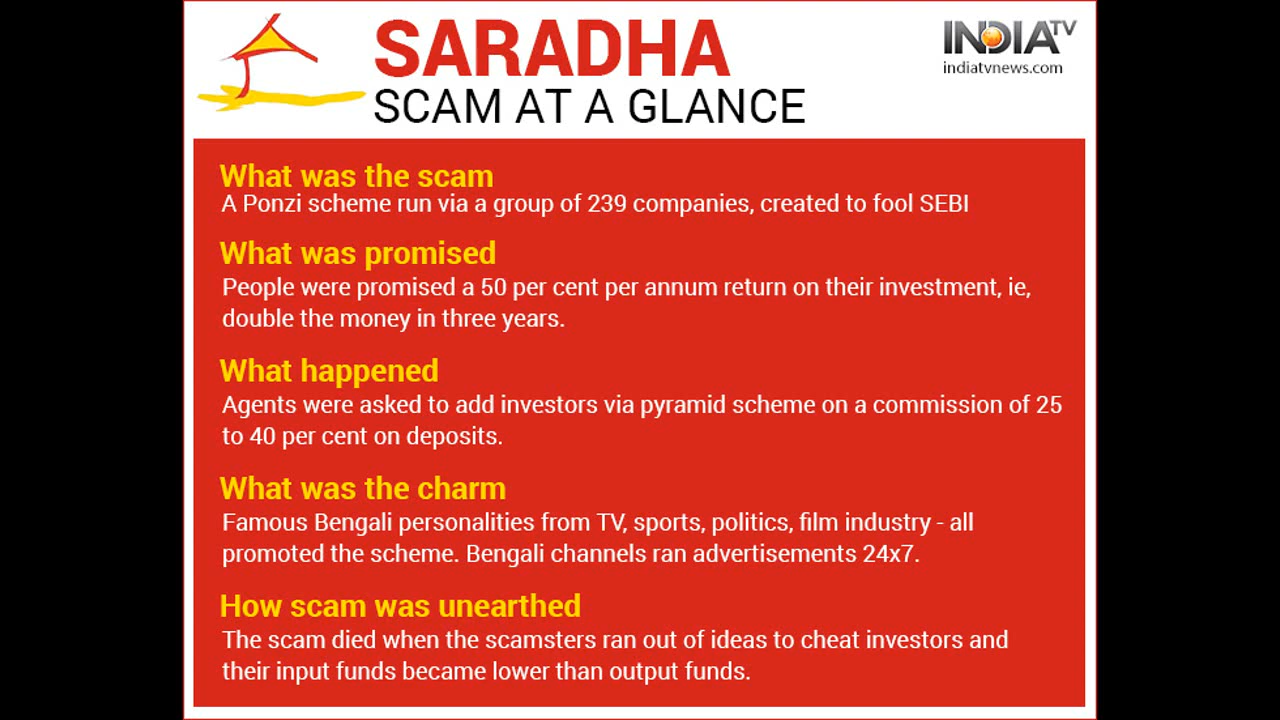 SARADHA
SCAM AT A GLANCE
INDIA TV
indiatvnews.com
What was the scam
A Ponzi scheme run via a group of 239 companies, created to fool SEBI
What was promised
People were promised a 50 per cent per annum return on their investment, ie,
double the money in three years.
What happened
Agents were asked to add investors via pyramid scheme on a commission of 25
to 40 per cent on deposits.
What was the charm
Famous Bengali personalities from TV, sports, politics, film industry - all
promoted the scheme. Bengali channels ran advertisements 24x7.
How scam was unearthed
The scam died when the scamsters ran out of ideas to cheat investors and
their input funds became lower than output funds.